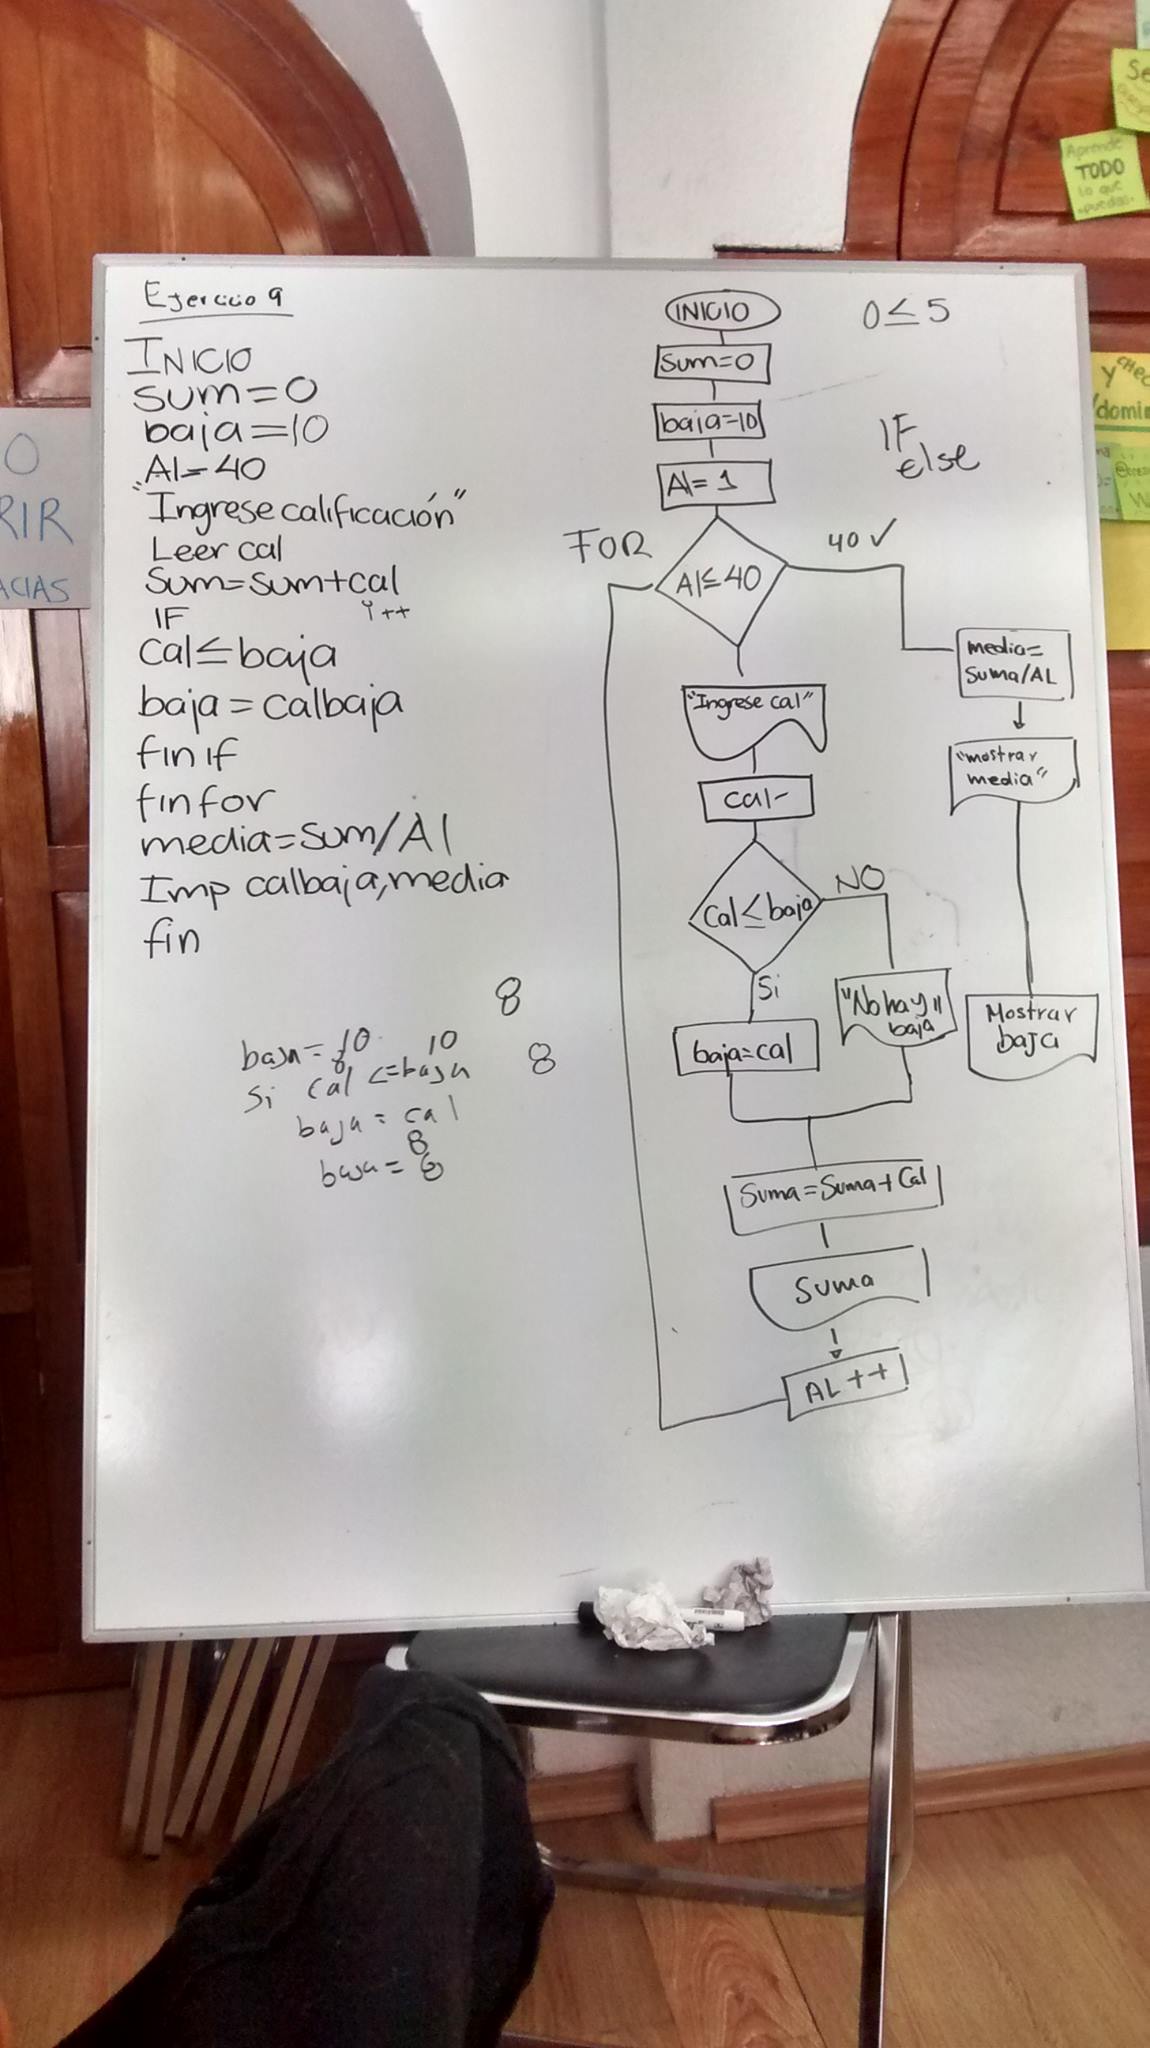 Ejercicio 9
INICIO
sum=0
baja=10
Al=40
"Ingrese calificación"
Leer cal
sum=sum+cal
IF i++
cal≤baja
baja=calbaja
fin if
fin for
media=sum/Al
Imp calbaja,media
fin
8
baja=10 10
8
si cal <=baja
baja=cal
8
baja=8
INICIO
0≤5
sum=0
baja=10
IF
else
Al=1
FOR
Al≤40
40✓
media=
suma/AL
"Ingrese cal"
"mostrar
media"
cal-
Cal≤baja
NO
Si
"No hay"
baja
Mostrar
baja
baja=cal
Suma=Suma+Cal
Suma
AL++
Aprende
TODO
lo que
puedas
Se
y CHEC
domin
O
RIR
ACIAS